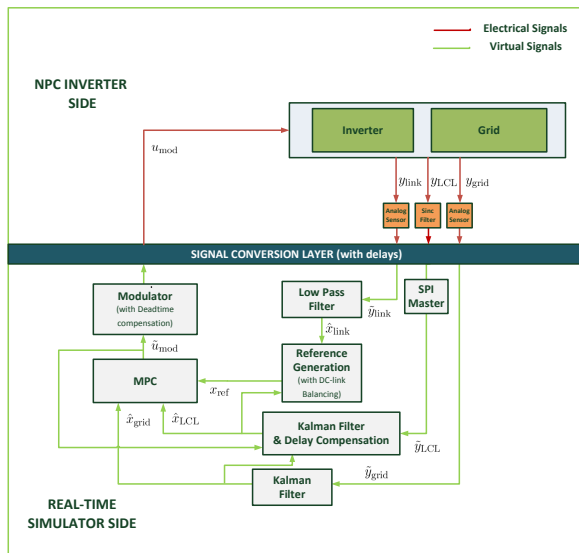 Electrical Signals
Virtual Signals
NPC INVERTER
SIDE
Inverter
Grid
u_mod
y_link
y_LCL
y_grid
Analog
Sensor
Sinc
Filter
Analog
Sensor
SIGNAL CONVERSION LAYER (with delays)
Modulator
(with Deadtime
compensation)
Low Pass
Filter
SPI
Master
ỹ_link
x̂_link
ũ_mod
Reference
Generation
(with DC-link
Balancing)
MPC
x_ref
x̂_grid
x̂_LCL
Kalman Filter
& Delay Compensation
ỹ_LCL
Kalman
Filter
ỹ_grid
REAL-TIME
SIMULATOR SIDE